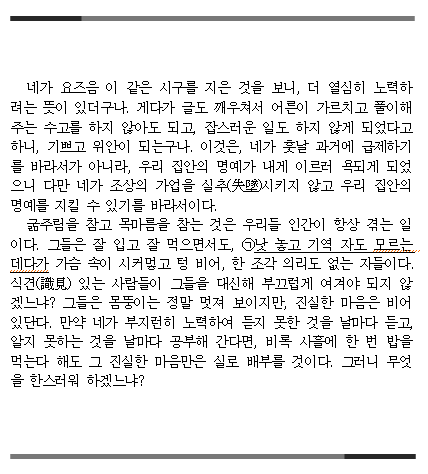 네가 요즈음 이 같은 시구를 지은 것을 보니, 더 열심히 노력하
려는 뜻이 있더구나. 게다가 글도 깨우쳐서 어른이 가르치고 풀이해
주는 수고를 하지 않아도 되고, 잡스러운 일도 하지 않게 되었다고
하니, 기쁘고 위안이 되는구나. 이것은, 네가 훗날 과거에 급제하기
를 바라서가 아니라, 우리 집안의 명예가 내게 이르러 욕되게 되었
으니 다만 네가 조상의 가업을 실추(失墜)시키지 않고 우리 집안의
명예를 지킬 수 있기를 바라서이다.
굶주림을 참고 목마름을 참는 것은 우리들 인간이 항상 겪는 일
이다. 그들은 잘 입고 잘 먹으면서도, ㉠낫 놓고 기역 자도 모르는
데다가 가슴 속이 시커멓고 텅 비어, 한 조각 의리도 없는 자들이다.
식견(識見) 있는 사람들이 그들을 대신해 부끄럽게 여겨야 되지 않
겠느냐? 그들은 몸뚱이는 정말 멋져 보이지만, 진실한 마음은 비어
있단다. 만약 네가 부지런히 노력하여 듣지 못한 것을 날마다 듣고,
알지 못하는 것을 날마다 공부해 간다면, 비록 사흘에 한 번 밥을
먹는다 해도 그 진실한 마음만은 실로 배부를 것이다. 그러니 무엇
을 한스러워 하겠느냐?